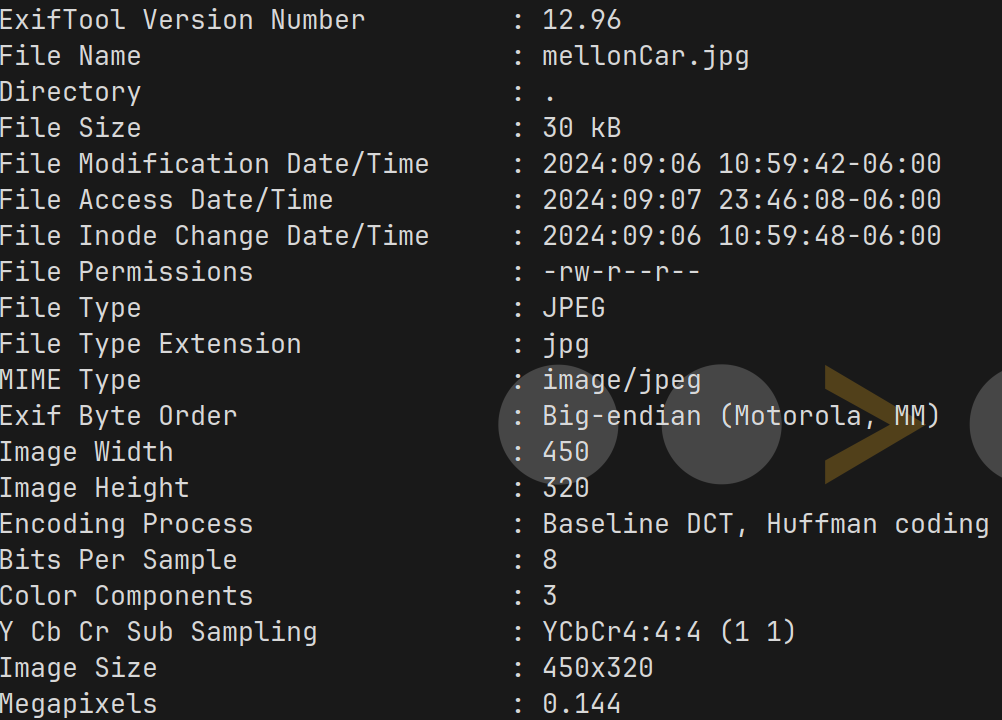 ExifTool Version Number : 12.96
File Name : mellonCar.jpg
Directory : .
File Size : 30 kB
File Modification Date/Time : 2024:09:06 10:59:42-06:00
File Access Date/Time : 2024:09:07 23:46:08-06:00
File Inode Change Date/Time : 2024:09:06 10:59:48-06:00
File Permissions : -rw-r--r--
File Type : JPEG
File Type Extension : jpg
MIME Type : image/jpeg
Exif Byte Order : Big-endian (Motorola, MM)
Image Width : 450
Image Height : 320
Encoding Process : Baseline DCT, Huffman coding
Bits Per Sample : 8
Color Components : 3
Y Cb Cr Sub Sampling : YCbCr4:4:4 (1 1)
Image Size : 450x320
Megapixels : 0.144